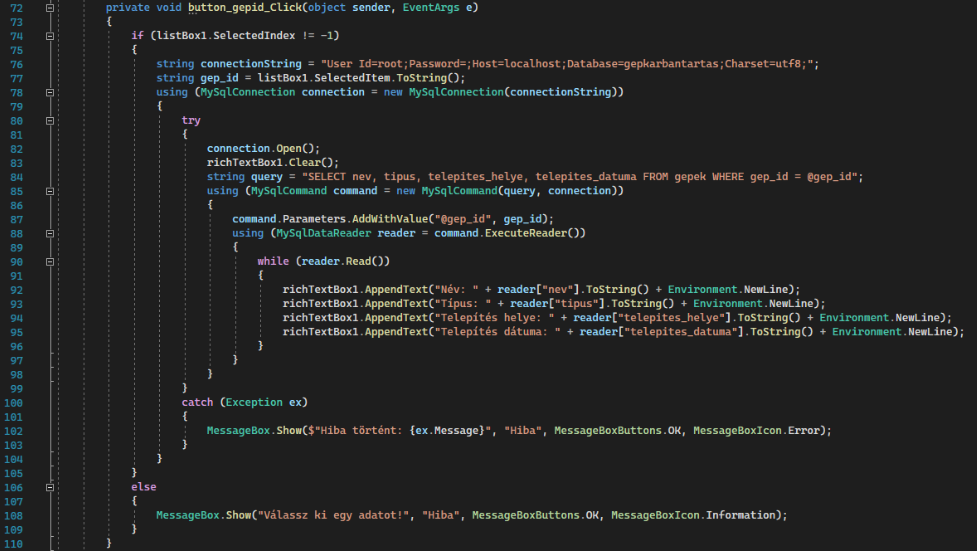 72 private void button_gepid_Click(object sender, EventArgs e)
73 {
74 if (listBox1.SelectedIndex != -1)
75 {
76 string connectionString = "User Id=root;Password=;Host=localhost;Database=gepkarbantartas;Charset=utf8;";
77 string gep_id = listBox1.SelectedItem.ToString();
78 using (MySqlConnection connection = new MySqlConnection(connectionString))
79 {
80 try
81 {
82 connection.Open();
83 richTextBox1.Clear();
84 string query = "SELECT nev, tipus, telepites_helye, telepites_datuma FROM gepek WHERE gep_id = @gep_id";
85 using (MySqlCommand command = new MySqlCommand(query, connection))
86 {
87 command.Parameters.AddWithValue("@gep_id", gep_id);
88 using (MySqlDataReader reader = command.ExecuteReader())
89 {
90 while (reader.Read())
91 {
92 richTextBox1.AppendText("Név: " + reader["nev"].ToString() + Environment.NewLine);
93 richTextBox1.AppendText("Típus: " + reader["tipus"].ToString() + Environment.NewLine);
94 richTextBox1.AppendText("Telepítés helye: " + reader["telepites_helye"].ToString() + Environment.NewLine);
95 richTextBox1.AppendText("Telepítés dátuma: " + reader["telepites_datuma"].ToString() + Environment.NewLine);
96 }
97 }
98 }
99 }
100 catch (Exception ex)
101 {
102 MessageBox.Show($"Hiba történt: {ex.Message}", "Hiba", MessageBoxButtons.OK, MessageBoxIcon.Error);
103 }
104 }
105 }
106 else
107 {
108 MessageBox.Show("Válassz ki egy adatot!", "Hiba", MessageBoxButtons.OK, MessageBoxIcon.Information);
109 }
110 }